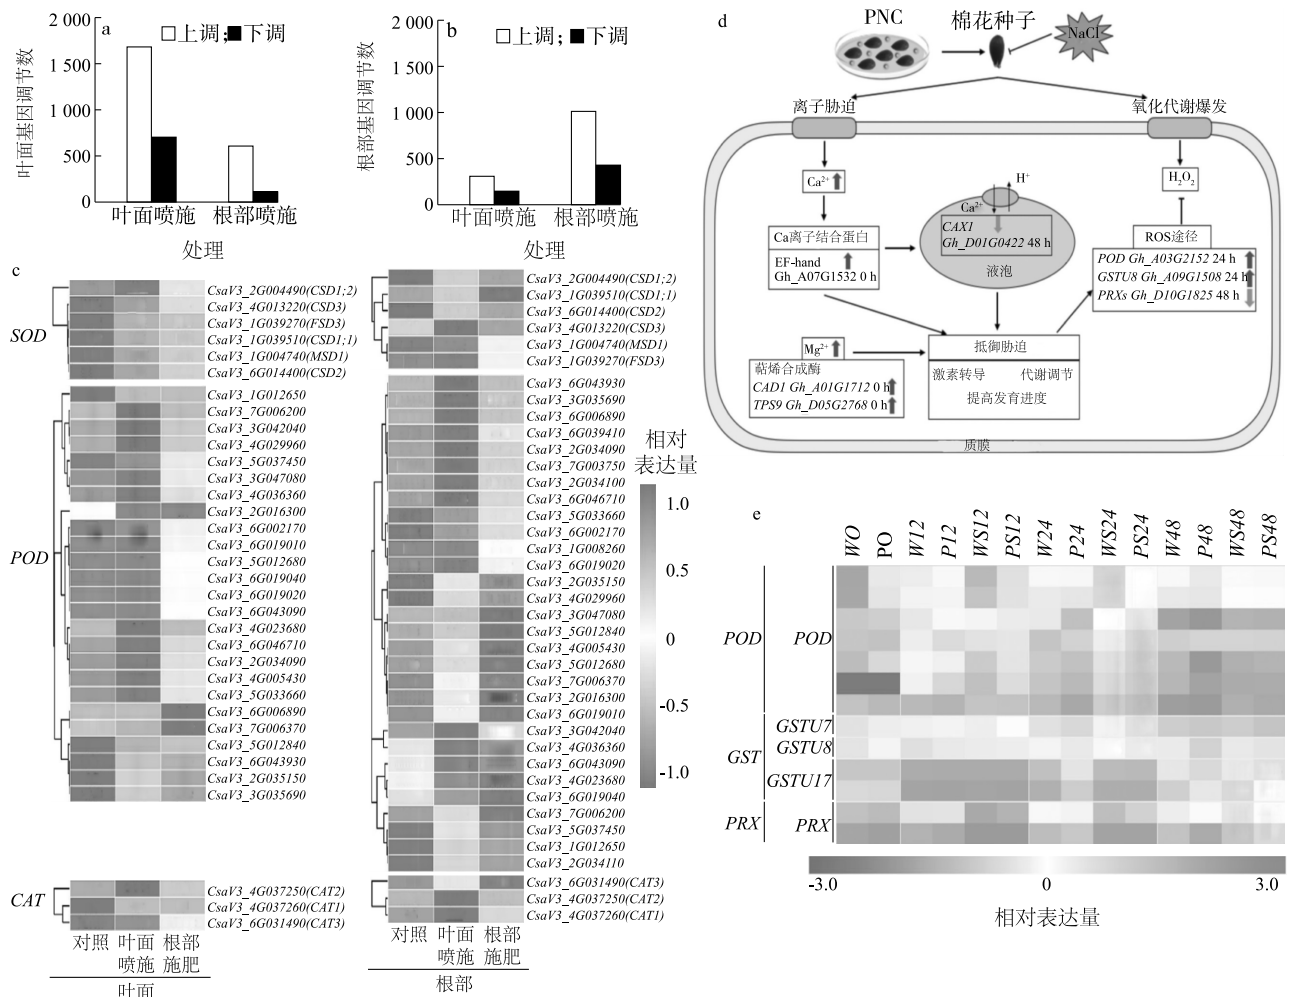 a
2 000
1 500
1 000
500
0
叶面基因调节数
上调;下调
叶面喷施
根部喷施
处理
b
2 000
1 500
1 000
500
0
根部基因调节数
上调;下调
叶面喷施
根部喷施
处理
c
SOD
CsaV3_2G004490(CSD1;2)
CsaV3_4G013220(CSD3)
CsaV3_1G039270(FSD3)
CsaV3_1G039510(CSD1;1)
CsaV3_1G004740(MSD1)
CsaV3_6G014400(CSD2)
POD
CsaV3_1G012650
CsaV3_7G006200
CsaV3_3G042040
CsaV3_4G029960
CsaV3_5G037450
CsaV3_3G047080
CsaV3_4G036360
CsaV3_2G016300
CsaV3_6G002170
CsaV3_6G019010
CsaV3_5G012680
CsaV3_6G019040
CsaV3_6G019020
CsaV3_6G043090
CsaV3_4G023680
CsaV3_6G046710
CsaV3_2G034090
CsaV3_4G005430
CsaV3_5G033660
CsaV3_6G006890
CsaV3_7G006370
CsaV3_5G012840
CsaV3_6G043930
CsaV3_2G035150
CsaV3_3G035690
CAT
CsaV3_4G037250(CAT2)
CsaV3_4G037260(CAT1)
CsaV3_6G031490(CAT3)
对照
叶面
喷施
根部
施肥
叶面
CsaV3_2G004490(CSD1;2)
CsaV3_1G039510(CSD1;1)
CsaV3_6G014400(CSD2)
CsaV3_4G013220(CSD3)
CsaV3_1G004740(MSD1)
CsaV3_1G039270(FSD3)
CsaV3_6G043930
CsaV3_3G035690
CsaV3_6G006890
CsaV3_6G039410
CsaV3_2G034090
CsaV3_7G003750
CsaV3_2G034100
CsaV3_6G046710
CsaV3_5G033660
CsaV3_6G002170
CsaV3_1G008260
CsaV3_6G019020
CsaV3_2G035150
CsaV3_4G029960
CsaV3_3G047080
CsaV3_5G012840
CsaV3_4G005430
CsaV3_5G012680
CsaV3_7G006370
CsaV3_2G016300
CsaV3_6G019010
CsaV3_3G042040
CsaV3_4G036360
CsaV3_6G043090
CsaV3_4G023680
CsaV3_6G019040
CsaV3_7G006200
CsaV3_5G037450
CsaV3_1G012650
CsaV3_2G034110
CsaV3_6G031490(CAT3)
CsaV3_4G037250(CAT2)
CsaV3_4G037260(CAT1)
对照
叶面
喷施
根部
施肥
根部
相对
表达量
1.0
0.5
0
-0.5
-1.0
d
PNC
棉花种子
NaCl
离子胁迫
氧化代谢爆发
Ca²⁺
H⁺
H₂O₂
Ca²⁺
CAX1
Gh_D01G0422 48 h
液泡
Ca离子结合蛋白
EF-hand
Gh_A07G1532 0 h
ROS途径
POD Gh_A03G2152 24 h
GSTU8 Gh_A09G1508 24 h
PRXs Gh_D10G1825 48 h
Mg²⁺
萜烯合成酶
CAD1 Gh_A01G1712 0 h
TPS9 Gh_D05G2768 0 h
抵御胁迫
激素转导 代谢调节
提高发育进度
质膜
e
WO PO W12 P12 WS12 PS12 W24 P24 WS24 PS24 W48 P48 WS48 PS48
POD POD
GST
GSTU7
GSTU8
GSTU17
PRX PRX
-3.0 0 3.0
相对表达量